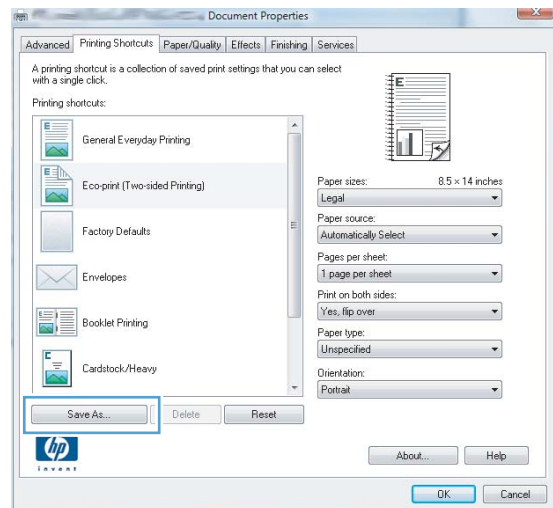 Document Properties
Advanced
Printing Shortcuts
Paper/Quality
Effects
Finishing
Services
A printing shortcut is a collection of saved print settings that you can select
with a single click.
Printing shortcuts:
General Everyday Printing
Eco-print (Two-sided Printing)
Factory Defaults
Envelopes
Booklet Printing
Cardstock/Heavy
Save As...
Delete
Reset
E
Paper sizes:
8.5 × 14 inches
Legal
Paper source:
Automatically Select
Pages per sheet:
1 page per sheet
Print on both sides:
Yes, flip over
Paper type:
Unspecified
Orientation:
Portrait
hp
invent
About...
Help
OK
Cancel